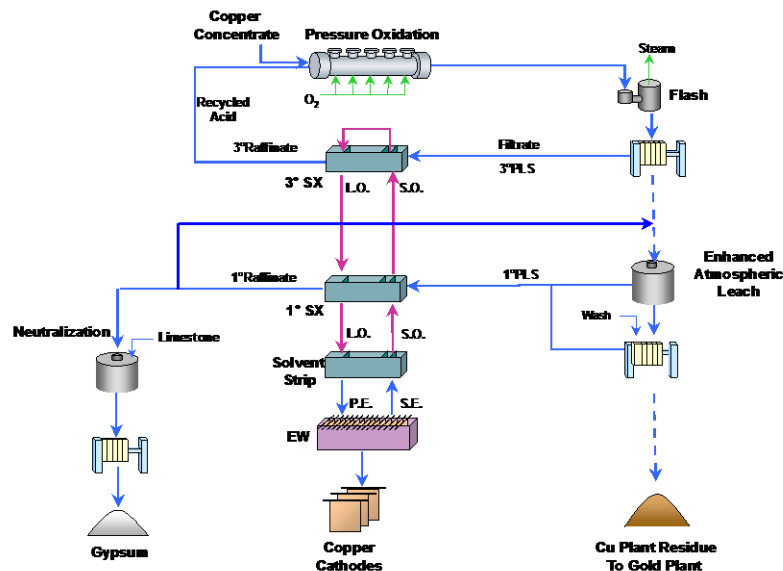 Copper
Concentrate
Pressure Oxidation
Steam
O2
Flash
Recycled
Acid
3°Raffinate
Filtrate
3°PLS
3° SX
L.O.
S.O.
1°Raffinate
1°PLS
Enhanced
Atmospheric
Leach
1° SX
Neutralization
Limestone
L.O.
S.O.
Wash
Solvent
Strip
P.E.
S.E.
EW
Gypsum
Copper
Cathodes
Cu Plant Residue
To Gold Plant